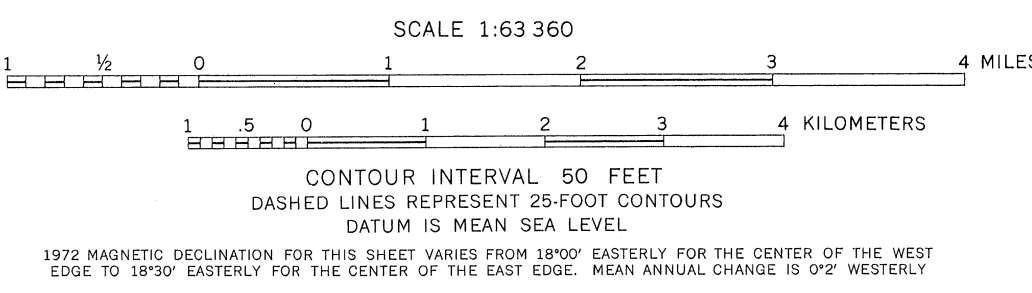 SCALE 1:63 360
1 ½ 0 1 2 3 4 MILES
1 .5 0 1 2 3 4 KILOMETERS
CONTOUR INTERVAL 50 FEET
DASHED LINES REPRESENT 25-FOOT CONTOURS
DATUM IS MEAN SEA LEVEL
1972 MAGNETIC DECLINATION FOR THIS SHEET VARIES FROM 18°00' EASTERLY FOR THE CENTER OF THE WEST
EDGE TO 18°30' EASTERLY FOR THE CENTER OF THE EAST EDGE. MEAN ANNUAL CHANGE IS 0°2' WESTERLY